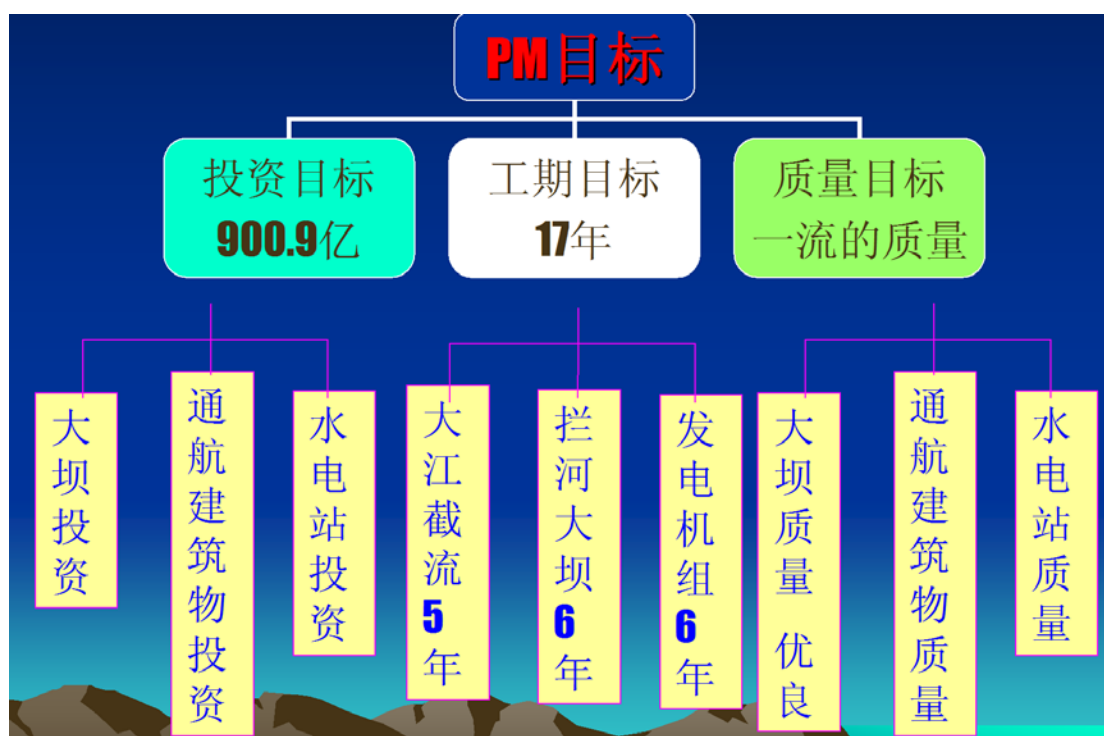 PM目标
投资目标
900.9亿
工期目标
17年
质量目标
一流的质量
大坝投资
通航建筑物投资
水电站投资
大江截流5年
拦河大坝6年
发电机组6年
大坝质量 优良
通航建筑物质量
水电站质量